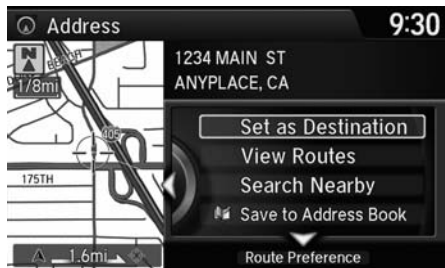 Address
9:30
N
1/8mi
BEACH
405
175TH
1.6mi
1234 MAIN ST
ANYPLACE, CA
Set as Destination
View Routes
Search Nearby
Save to Address Book
Route Preference